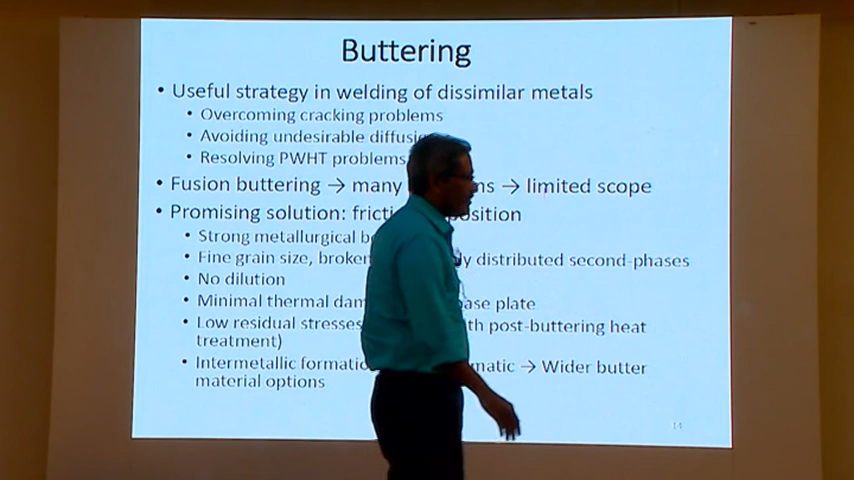 Buttering
• Useful strategy in welding of dissimilar metals
• Overcoming cracking problems
• Avoiding undesirable
• Resolving PWHT problems
• Fusion buttering → many → limited scope
• Promising solution:
• Strong metallurgical
• Fine grain size, distributed second-phases
• No dilution
• Minimal thermal plate
• Low residual stresses post-buttering heat
treatment)
• Intermetallic → Wider butter
material options
14